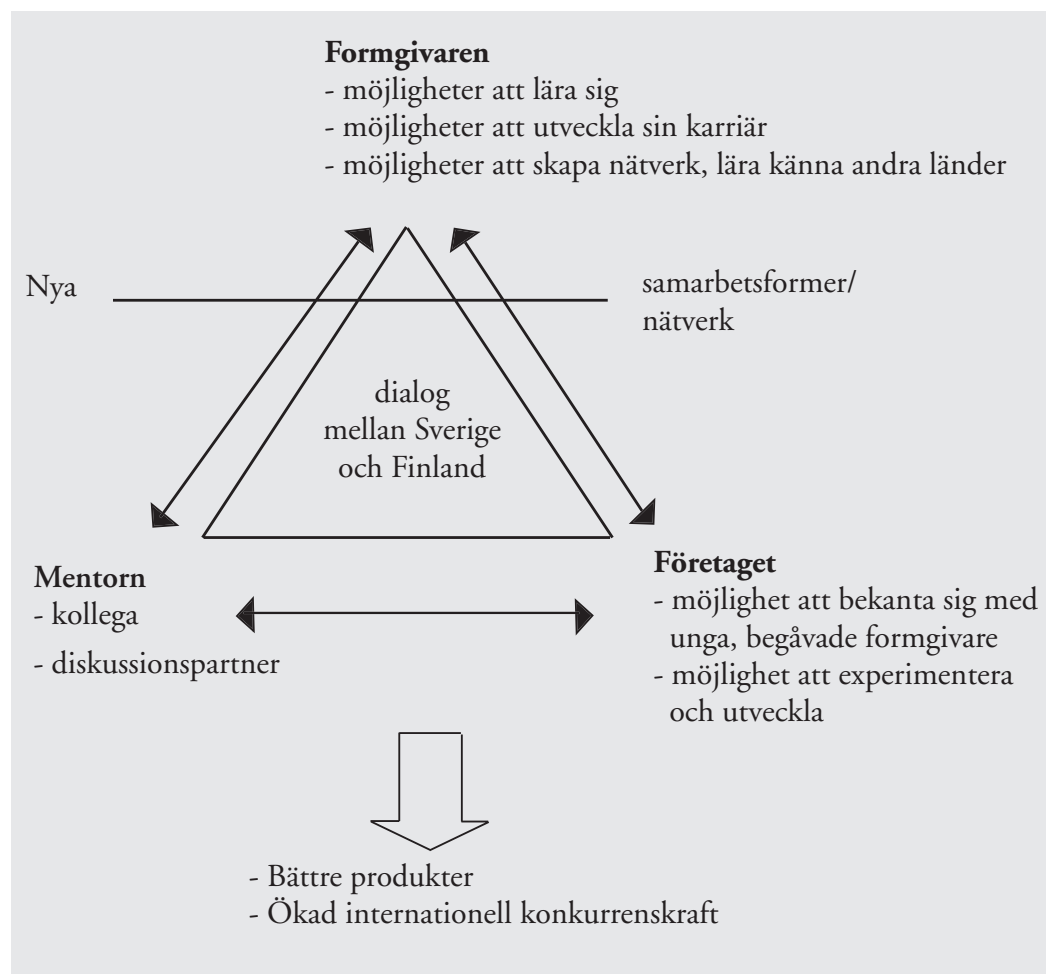 Formgivaren
- möjligheter att lära sig
- möjligheter att utveckla sin karriär
- möjligheter att skapa nätverk, lära känna andra länder
Nya
samarbetsformer/
nätverk
dialog
mellan Sverige
och Finland
Mentorn
- kollega
- diskussionspartner
Företaget
- möjlighet att bekanta sig med
unga, begåvade formgivare
- möjlighet att experimentera
och utveckla
- Bättre produkter
- Ökad internationell konkurrenskraft